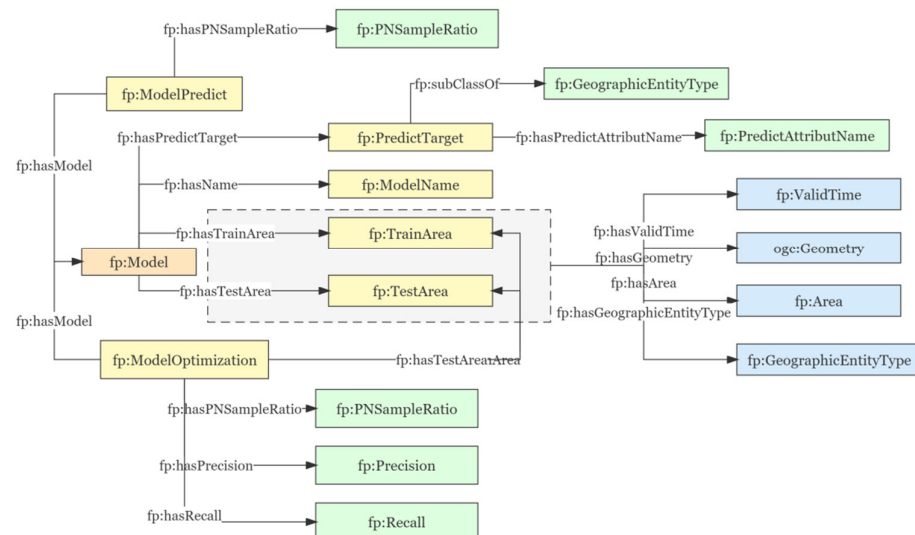 fp:hasPNSampleRatio
fp:PNSampleRatio
fp:ModelPredict
fp:subClassOf
fp:GeographicEntityType
fp:hasPredictTarget
fp:PredictTarget
fp:hasPredictAttributName
fp:PredictAttributName
fp:hasModel
fp:hasName
fp:ModelName
fp:ValidTime
fp:hasTrainArea
fp:TrainArea
fp:hasValidTime
fp:hasGeometry
ogc:Geometry
fp:Model
fp:hasTestArea
fp:TestArea
fp:hasArea
fp:Area
fp:hasGeographicEntityType
fp:hasModel
fp:ModelOptimization
fp:hasTestAreanArea
fp:GeographicEntityType
fp:hasPNSampleRatio
fp:PNSampleRatio
fp:hasPrecision
fp:Precision
fp:hasRecall
fp:Recall